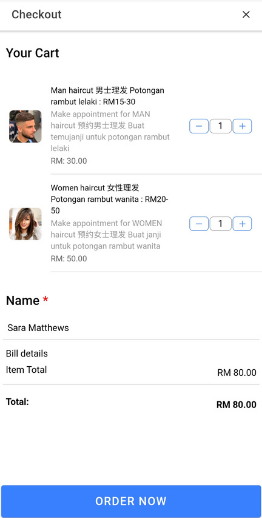 Checkout
Your Cart
Man haircut 男士理发 Potongan
rambut lelaki : RM15-30
Make appointment for MAN
haircut 预约男士理发 Buat
temujanji untuk potongan rambut
lelaki
RM: 30.00
1
Women haircut 女性理发
Potongan rambut wanita : RM20-
50
Make appointment for WOMEN
haircut 预约女士理发 Buat janji
untuk potongan rambut wanita
RM: 50.00
1
Name *
Sara Matthews
Bill details
Item Total RM 80.00
Total: RM 80.00
ORDER NOW